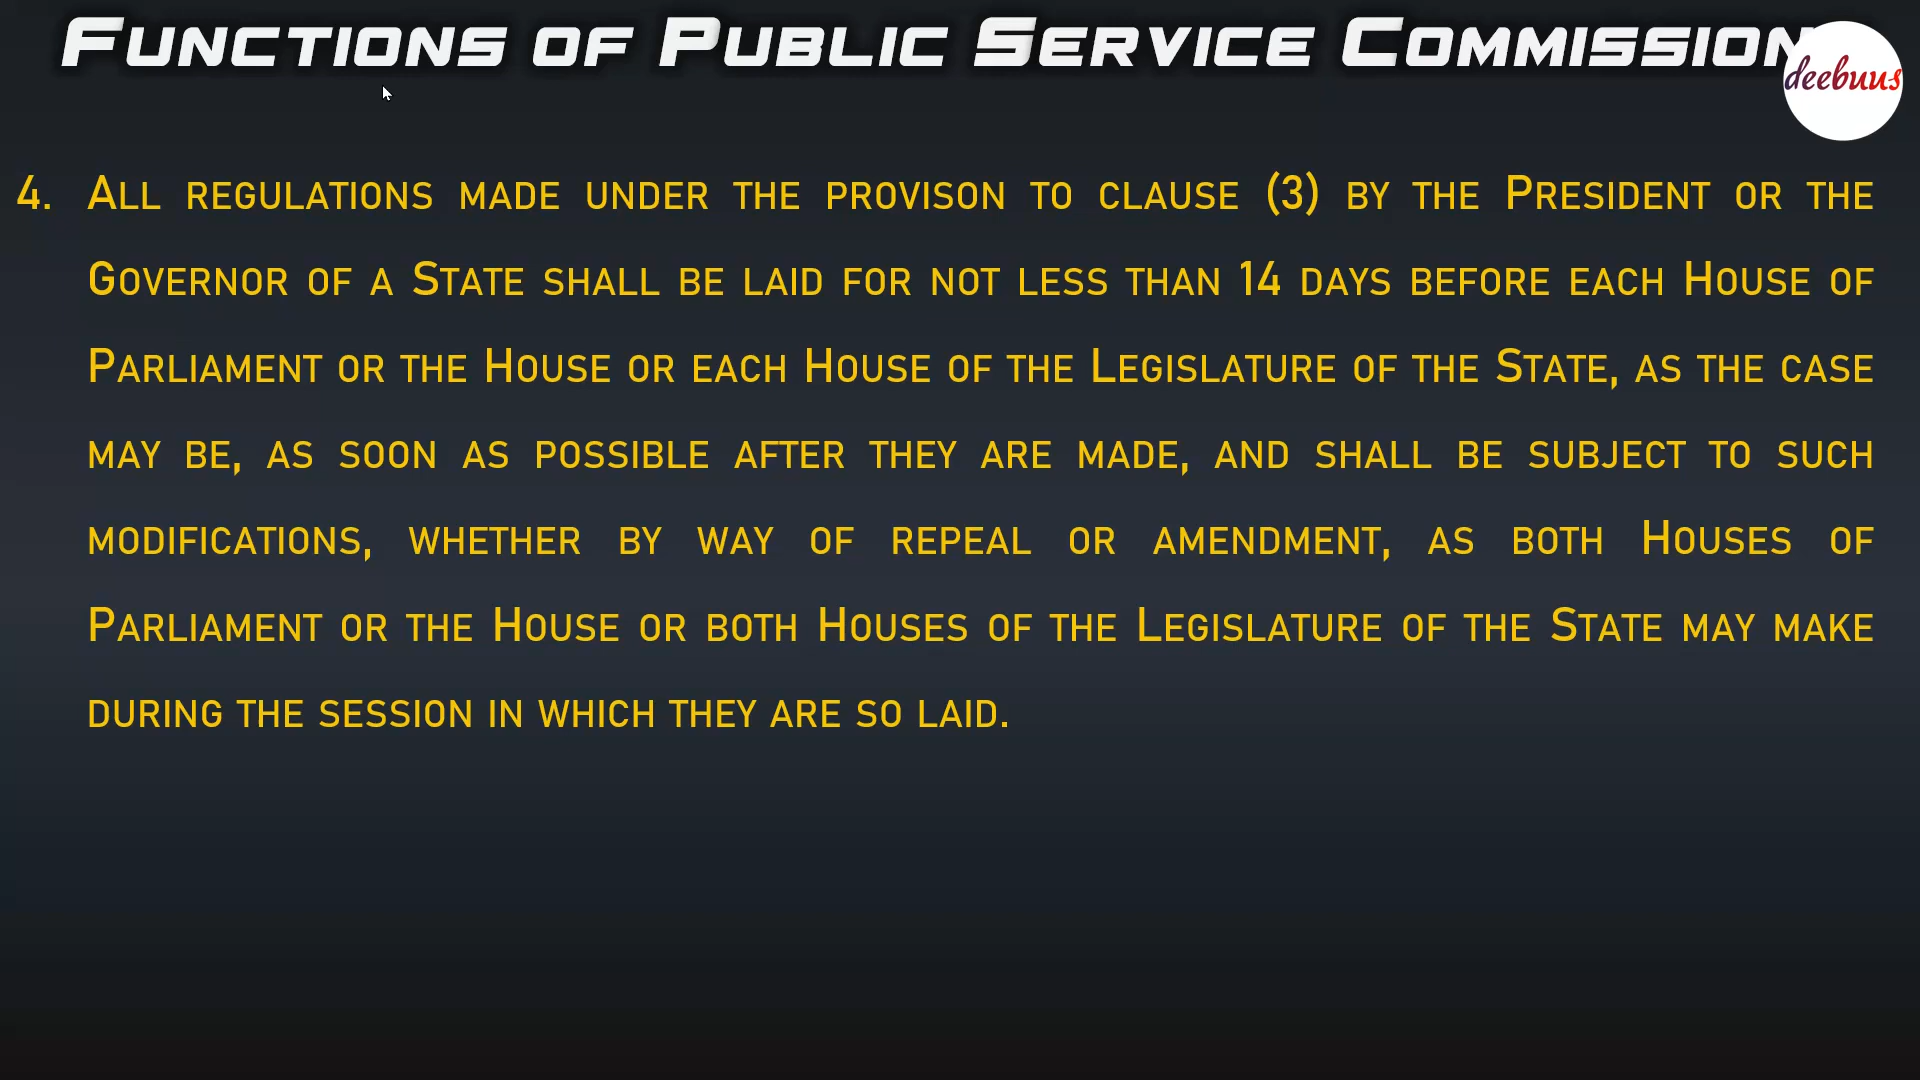 Functions of Public Service Commission
deebuus
4. All regulations made under the provison to clause (3) by the President or the
Governor of a State shall be laid for not less than 14 days before each House of
Parliament or the House or each House of the Legislature of the State, as the case
may be, as soon as possible after they are made, and shall be subject to such
modifications, whether by way of repeal or amendment, as both Houses of
Parliament or the House or both Houses of the Legislature of the State may make
during the session in which they are so laid.